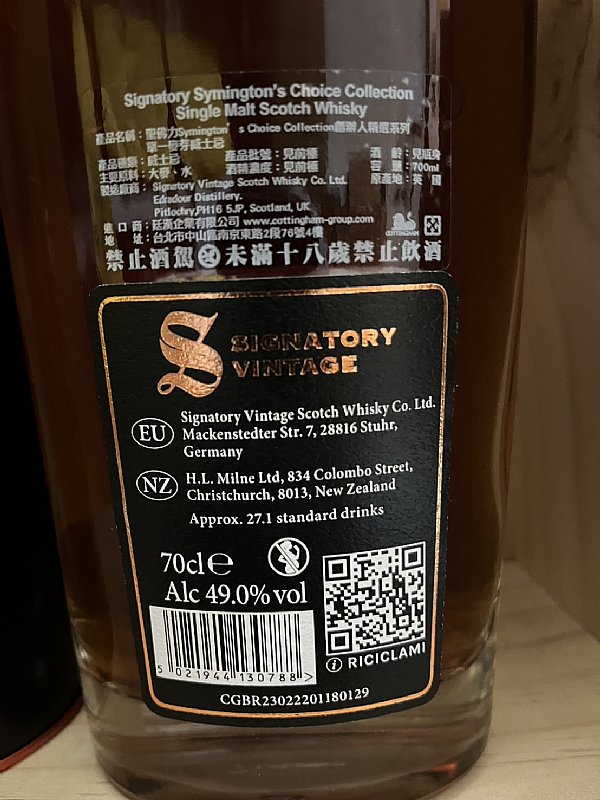 Signatory Symington's Choice Collection
Single Malt Scotch Whisky
產品名稱：聖佛力Symington's Choice Collection創辦人精選系列
單一麥芽威士忌
產品種類：威士忌 產品批號：見前標 酒 齡：見瓶身
主要原料：大麥、水 酒精濃度：見前標 容 量：700ml
製造廠商：Signatory Vintage Scotch Whisky Co. Ltd. 原產地：英 國
Edradour Distillery.
Pitlochry,PH16 5JP, Scotland, UK
進 口 商：廷漢企業有限公司 www.cottingham-group.com
地 址：台北市中山區南京東路2段76號4樓
COTTINGHAM
禁止酒駕 未滿十八歲禁止飲酒
S SIGNATORY
VINTAGE
EU Signatory Vintage Scotch Whisky Co. Ltd.
Mackenstedter Str. 7, 28816 Stuhr,
Germany
NZ H.L. Milne Ltd, 834 Colombo Street,
Christchurch, 8013, New Zealand
Approx. 27.1 standard drinks
70cl e
Alc 49.0% vol
5 021944 130788 >
i RICICLAMI
CGBR23022201180129